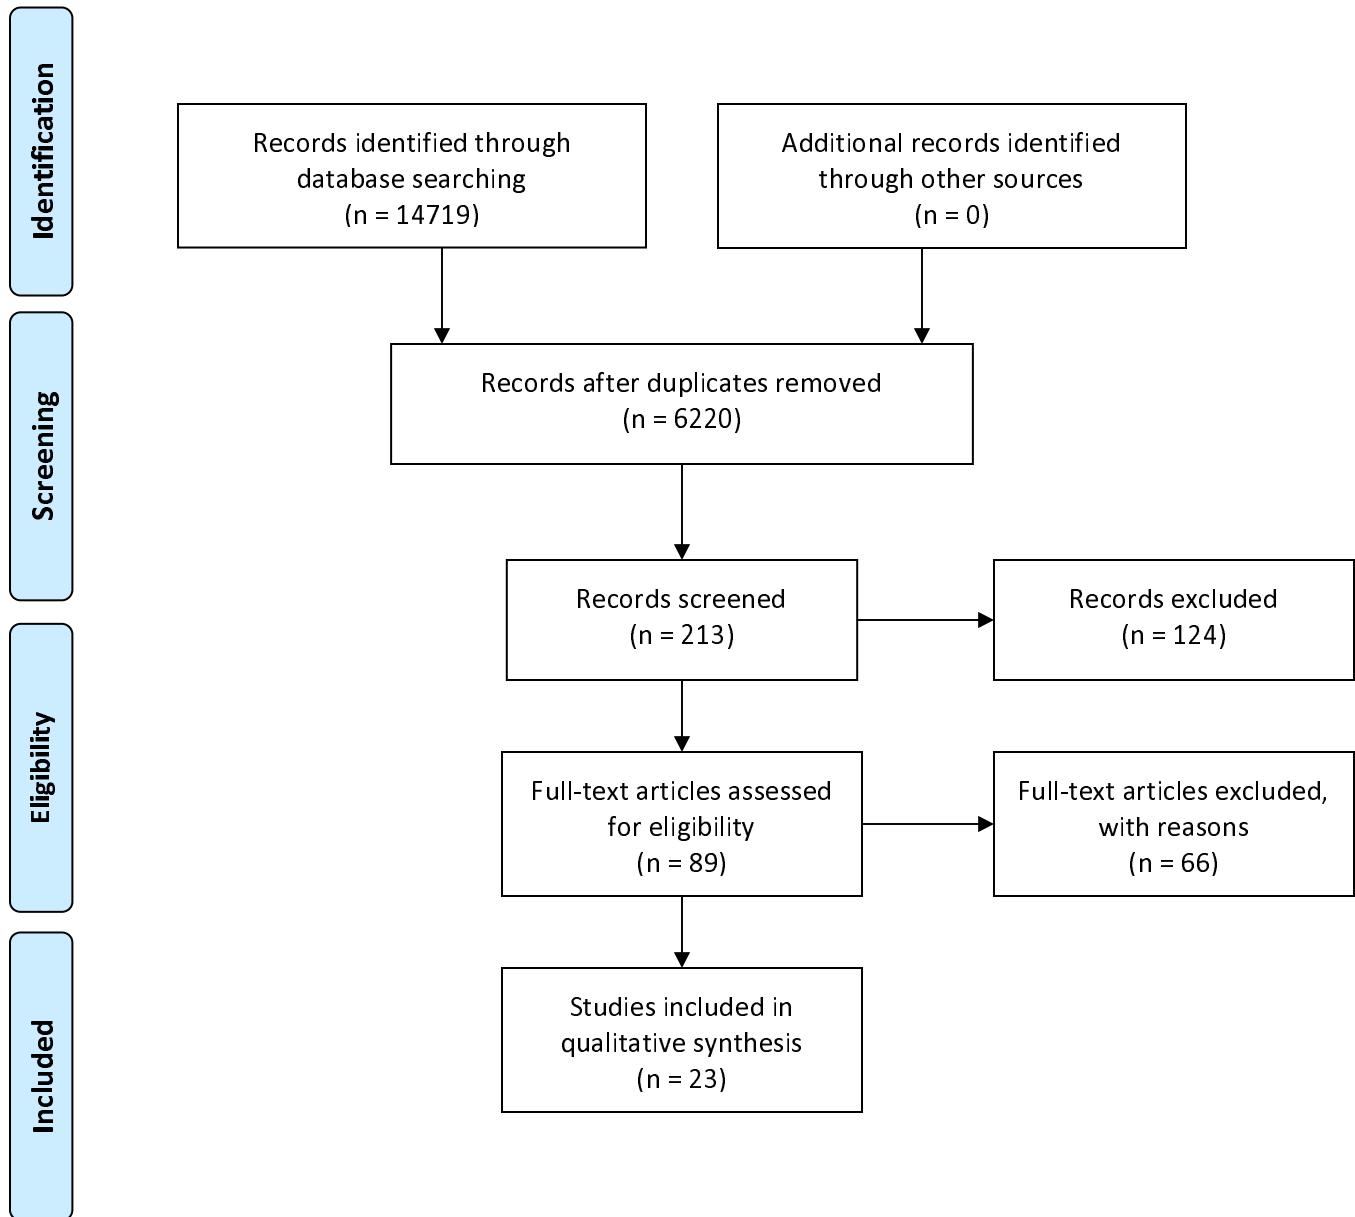 Identification
Records identified through
database searching
(n = 14719)
Additional records identified
through other sources
(n = 0)
Screening
Records after duplicates removed
(n = 6220)
Records screened
(n = 213)
Records excluded
(n = 124)
Eligibility
Full-text articles assessed
for eligibility
(n = 89)
Full-text articles excluded,
with reasons
(n = 66)
Included
Studies included in
qualitative synthesis
(n = 23)